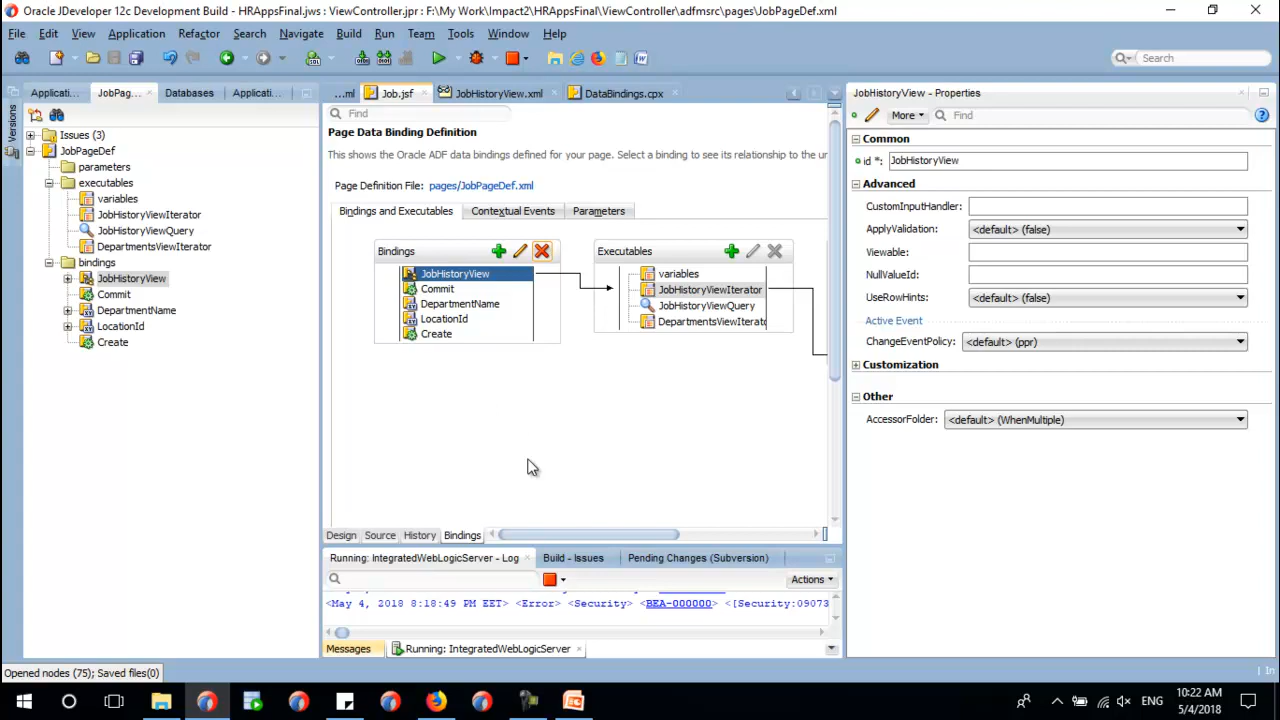 Oracle JDeveloper 12c Development Build - HRAppsFinal.jws : ViewController.jpr : F:\My Work\Impact2\HRAppsFinal\ViewController\adfmsrc\pages\JobPageDef.xml
File Edit View Application Refactor Search Navigate Build Run Team Tools Window Help
Search
Applicati... JobPag... Databases Applicati...
...ml Job.jsf JobHistoryView.xml DataBindings.cpx
JobHistoryView - Properties
Versions
Issues (3)
JobPageDef
parameters
executables
variables
JobHistoryViewIterator
JobHistoryViewQuery
DepartmentsViewIterator
bindings
JobHistoryView
Commit
DepartmentName
LocationId
Create
Find
Page Data Binding Definition
This shows the Oracle ADF data bindings defined for your page. Select a binding to see its relationship to the ur
Page Definition File: pages/JobPageDef.xml
Bindings and Executables Contextual Events Parameters
Bindings
JobHistoryView
Commit
DepartmentName
LocationId
Create
Executables
variables
JobHistoryViewIterator
JobHistoryViewQuery
DepartmentsViewIterato
Design Source History Bindings
More Find
Common
id *: JobHistoryView
Advanced
CustomInputHandler:
ApplyValidation: <default> (false)
Viewable:
NullValueId:
UseRowHints: <default> (false)
Active Event
ChangeEventPolicy: <default> (ppr)
Customization
Other
AccessorFolder: <default> (WhenMultiple)
Running: IntegratedWebLogicServer - Log Build - Issues Pending Changes (Subversion)
Actions
<May 4, 2018 8:18:49 PM EET> <Error> <Security> <BEA-000000> <[Security:09073
Messages Running: IntegratedWebLogicServer
Opened nodes (75); Saved files(0)
In
ENG
10:22 AM
5/4/2018